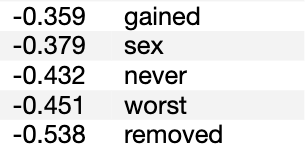 -0.359 gained
-0.379 sex
-0.432 never
-0.451 worst
-0.538 removed